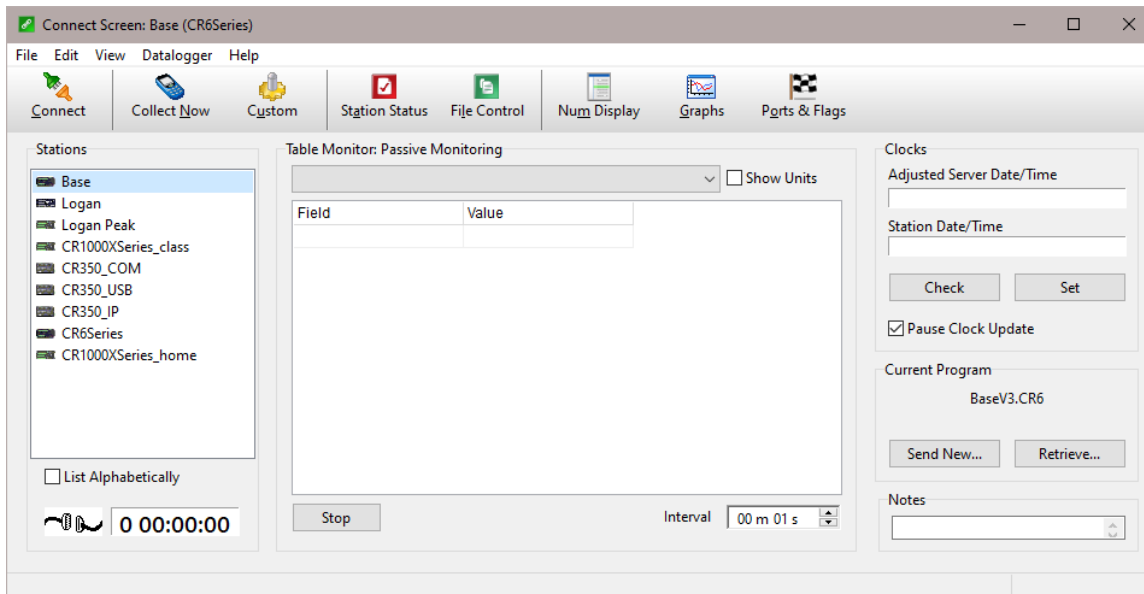 Connect Screen: Base (CR6Series)
File Edit View Datalogger Help
Connect Collect Now Custom Station Status File Control Num Display Graphs Ports & Flags
Stations
Base
Logan
Logan Peak
CR1000XSeries_class
CR350_COM
CR350_USB
CR350_IP
CR6Series
CR1000XSeries_home
List Alphabetically
0 00:00:00
Table Monitor: Passive Monitoring
Show Units
Field Value
Stop Interval 00 m 01 s
Clocks
Adjusted Server Date/Time
Station Date/Time
Check Set
Pause Clock Update
Current Program
BaseV3.CR6
Send New... Retrieve...
Notes